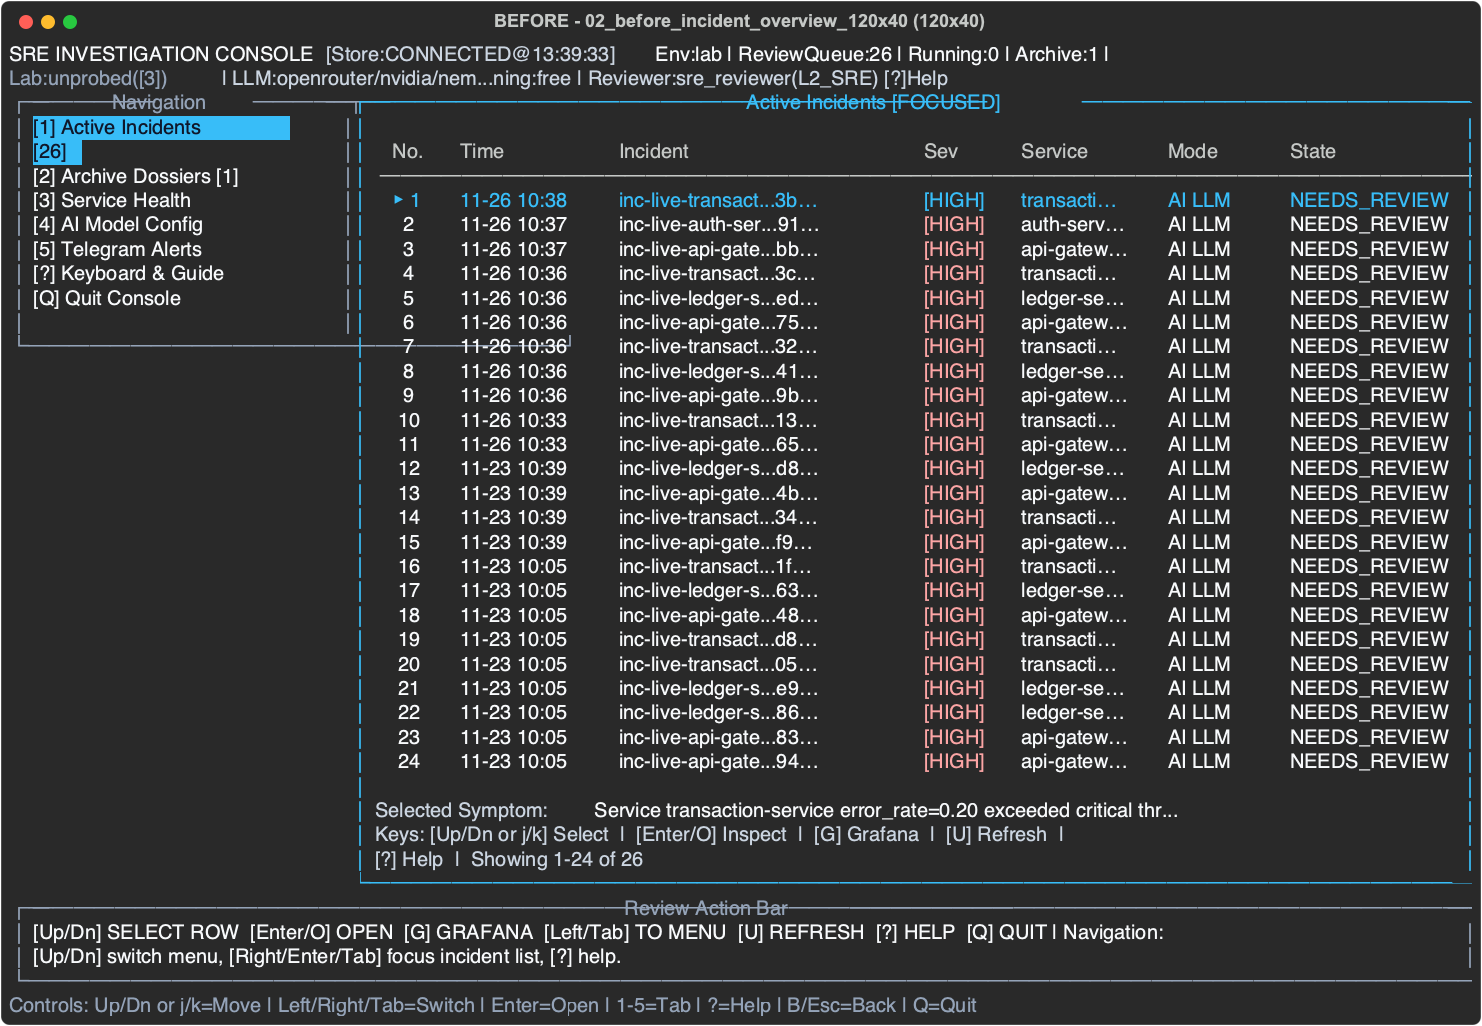 BEFORE - 02_before_incident_overview_120x40 (120x40)
SRE INVESTIGATION CONSOLE [Store:CONNECTED@13:39:33] Env:lab | ReviewQueue:26 | Running:0 | Archive:1 |
Lab:unprobed([3]) | LLM:openrouter/nvidia/nem...ning:free | Reviewer:sre_reviewer(L2_SRE) [?]Help
Navigation
[1] Active Incidents
[26]
[2] Archive Dossiers [1]
[3] Service Health
[4] AI Model Config
[5] Telegram Alerts
[?] Keyboard & Guide
[Q] Quit Console
Active Incidents [FOCUSED]
No. Time Incident Sev Service Mode State
▸ 1 11-26 10:38 inc-live-transact...3b… [HIGH] transacti… AI LLM NEEDS_REVIEW
2 11-26 10:37 inc-live-auth-ser...91… [HIGH] auth-serv… AI LLM NEEDS_REVIEW
3 11-26 10:37 inc-live-api-gate...bb… [HIGH] api-gatew… AI LLM NEEDS_REVIEW
4 11-26 10:36 inc-live-transact...3c… [HIGH] transacti… AI LLM NEEDS_REVIEW
5 11-26 10:36 inc-live-ledger-s...ed… [HIGH] ledger-se… AI LLM NEEDS_REVIEW
6 11-26 10:36 inc-live-api-gate...75… [HIGH] api-gatew… AI LLM NEEDS_REVIEW
7 11-26 10:36 inc-live-transact...32… [HIGH] transacti… AI LLM NEEDS_REVIEW
8 11-26 10:36 inc-live-ledger-s...41… [HIGH] ledger-se… AI LLM NEEDS_REVIEW
9 11-26 10:36 inc-live-api-gate...9b… [HIGH] api-gatew… AI LLM NEEDS_REVIEW
10 11-26 10:33 inc-live-transact...13… [HIGH] transacti… AI LLM NEEDS_REVIEW
11 11-26 10:33 inc-live-api-gate...65… [HIGH] api-gatew… AI LLM NEEDS_REVIEW
12 11-23 10:39 inc-live-ledger-s...d8… [HIGH] ledger-se… AI LLM NEEDS_REVIEW
13 11-23 10:39 inc-live-api-gate...4b… [HIGH] api-gatew… AI LLM NEEDS_REVIEW
14 11-23 10:39 inc-live-transact...34… [HIGH] transacti… AI LLM NEEDS_REVIEW
15 11-23 10:39 inc-live-api-gate...f9… [HIGH] api-gatew… AI LLM NEEDS_REVIEW
16 11-23 10:05 inc-live-transact...1f… [HIGH] transacti… AI LLM NEEDS_REVIEW
17 11-23 10:05 inc-live-ledger-s...63… [HIGH] ledger-se… AI LLM NEEDS_REVIEW
18 11-23 10:05 inc-live-api-gate...48… [HIGH] api-gatew… AI LLM NEEDS_REVIEW
19 11-23 10:05 inc-live-transact...d8… [HIGH] transacti… AI LLM NEEDS_REVIEW
20 11-23 10:05 inc-live-transact...05… [HIGH] transacti… AI LLM NEEDS_REVIEW
21 11-23 10:05 inc-live-ledger-s...e9… [HIGH] ledger-se… AI LLM NEEDS_REVIEW
22 11-23 10:05 inc-live-ledger-s...86… [HIGH] ledger-se… AI LLM NEEDS_REVIEW
23 11-23 10:05 inc-live-api-gate...83… [HIGH] api-gatew… AI LLM NEEDS_REVIEW
24 11-23 10:05 inc-live-api-gate...94… [HIGH] api-gatew… AI LLM NEEDS_REVIEW
Selected Symptom: Service transaction-service error_rate=0.20 exceeded critical thr...
Keys: [Up/Dn or j/k] Select | [Enter/O] Inspect | [G] Grafana | [U] Refresh |
[?] Help | Showing 1-24 of 26
Review Action Bar
[Up/Dn] SELECT ROW [Enter/O] OPEN [G] GRAFANA [Left/Tab] TO MENU [U] REFRESH [?] HELP [Q] QUIT | Navigation:
[Up/Dn] switch menu, [Right/Enter/Tab] focus incident list, [?] help.
Controls: Up/Dn or j/k=Move | Left/Right/Tab=Switch | Enter=Open | 1-5=Tab | ?=Help | B/Esc=Back | Q=Quit